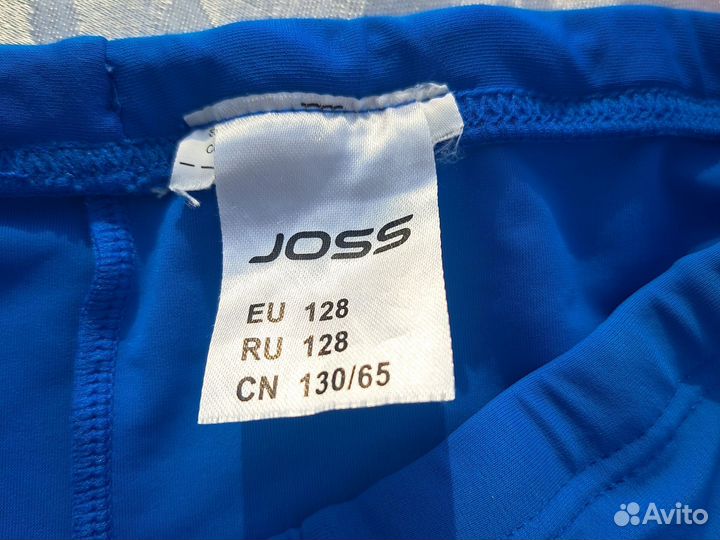 JOSS
EU 128
RU 128
CN 130/65
Avito